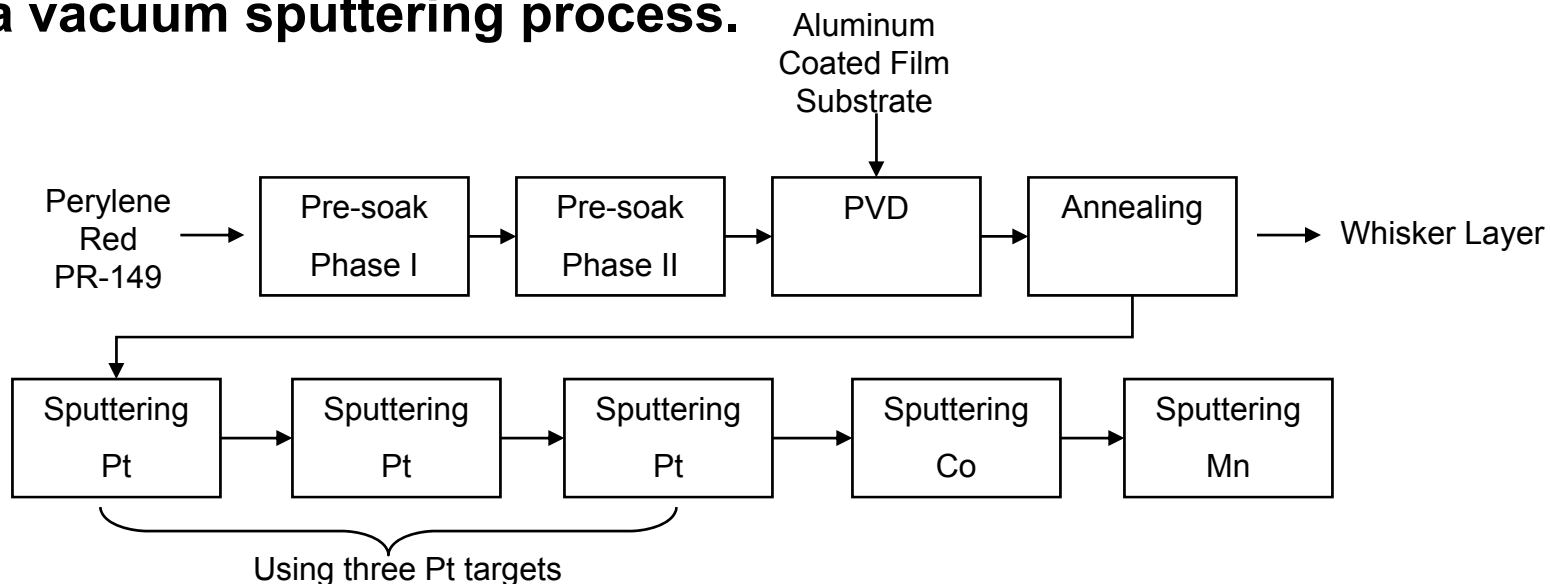 a vacuum sputtering process.
Aluminum
Coated Film
Substrate
Perylene
Red
PR-149
Pre-soak
Phase I
Pre-soak
Phase II
PVD
Annealing
Whisker Layer
Sputtering
Pt
Sputtering
Pt
Sputtering
Pt
Sputtering
Co
Sputtering
Mn
Using three Pt targets